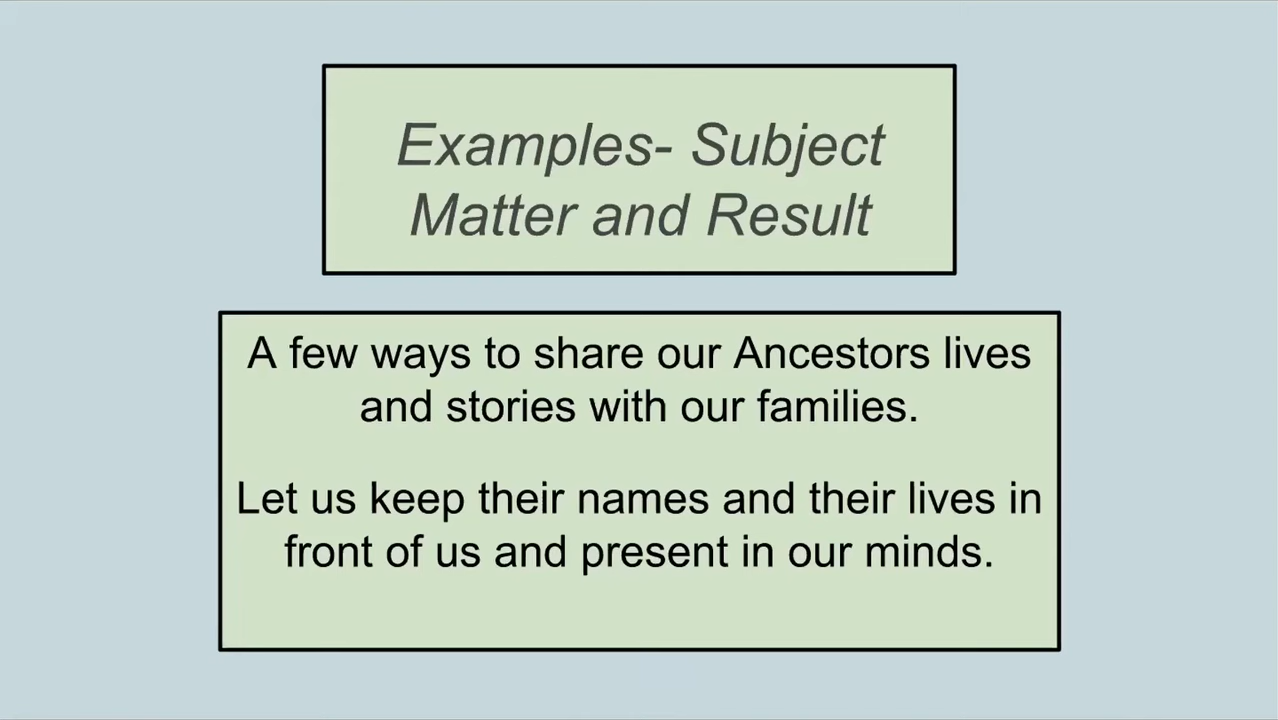 Examples- Subject
Matter and Result
A few ways to share our Ancestors lives
and stories with our families.
Let us keep their names and their lives in
front of us and present in our minds.